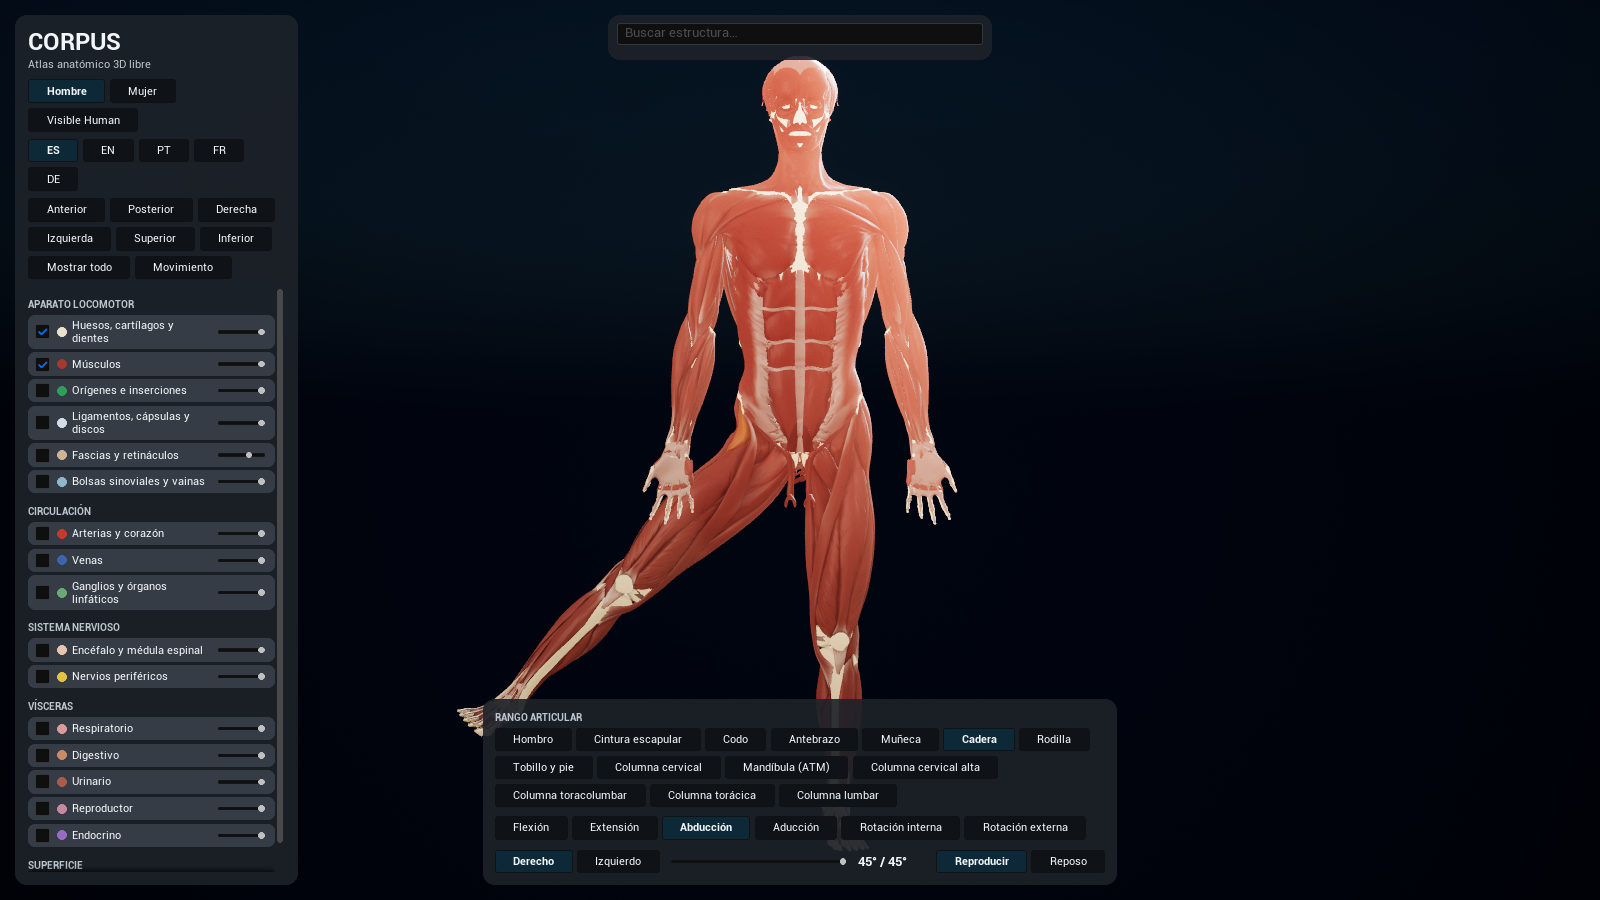 CORPUS
Atlas anatómico 3D libre
Hombre Mujer
Visible Human
ES EN PT FR
DE
Anterior Posterior Derecha
Izquierda Superior Inferior
Mostrar todo Movimiento
APARATO LOCOMOTOR
Huesos, cartílagos y
dientes
Músculos
Orígenes e inserciones
Ligamentos, cápsulas y
discos
Fascias y retináculos
Bolsas sinoviales y vainas
CIRCULACIÓN
Arterias y corazón
Venas
Ganglios y órganos
linfáticos
SISTEMA NERVIOSO
Encéfalo y médula espinal
Nervios periféricos
VÍSCERAS
Respiratorio
Digestivo
Urinario
Reproductor
Endocrino
SUPERFICIE
Buscar estructura...
RANGO ARTICULAR
Hombro Cintura escapular Codo Antebrazo Muñeca Cadera Rodilla
Tobillo y pie Columna cervical Mandíbula (ATM) Columna cervical alta
Columna toracolumbar Columna torácica Columna lumbar
Flexión Extensión Abducción Aducción Rotación interna Rotación externa
Derecho Izquierdo 45° / 45° Reproducir Reposo